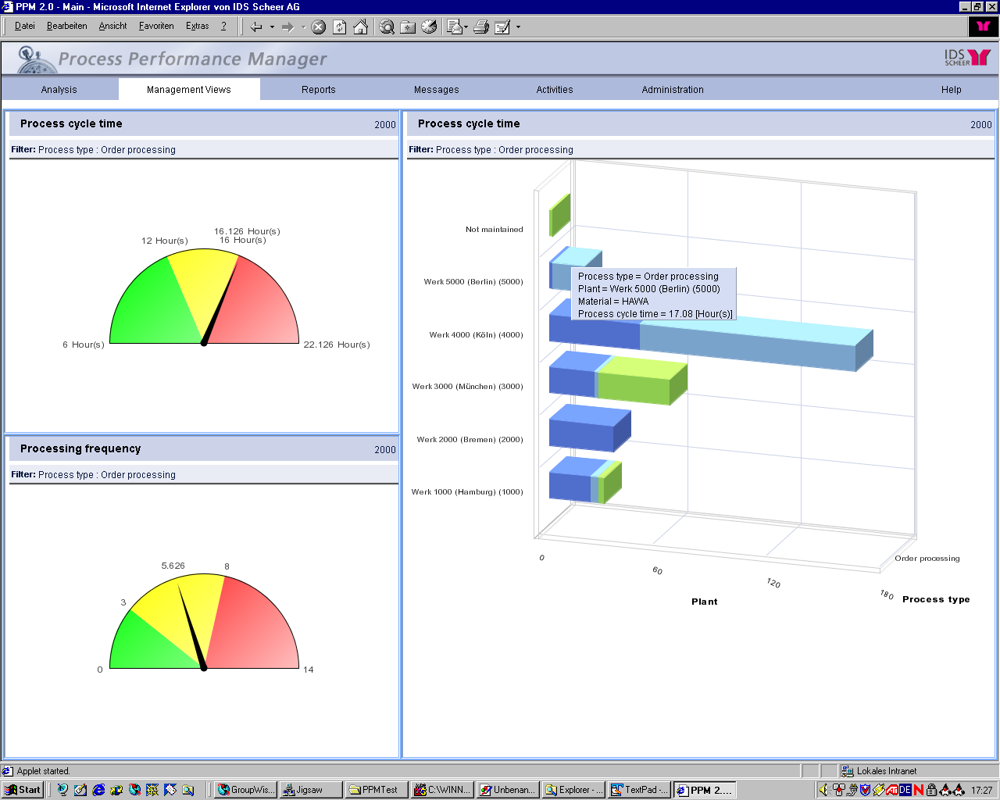 PPM 2.0 - Main - Microsoft Internet Explorer von IDS Scheer AG
Datei Bearbeiten Ansicht Favoriten Extras ?
Process Performance Manager
IDS
SCHEER
Analysis Management Views Reports Messages Activities Administration Help
Process cycle time 2000
Filter: Process type : Order processing
16.126 Hour(s)
12 Hour(s) 16 Hour(s)
6 Hour(s) 22.126 Hour(s)
Processing frequency 2000
Filter: Process type : Order processing
5.626 8
3
0 14
Process cycle time 2000
Filter: Process type : Order processing
Not maintained
Werk 5000 (Berlin) (5000)
Process type = Order processing
Plant = Werk 5000 (Berlin) (5000)
Material = HAWA
Process cycle time = 17.08 [Hour(s)]
Werk 4000 (Köln) (4000)
Werk 3000 (München) (3000)
Werk 2000 (Bremen) (2000)
Werk 1000 (Hamburg) (1000)
0 60 120 180
Order processing
Plant Process type
Applet started. Lokales Intranet
Start GroupWis... Jigsaw PPMTest C:\WINN... Unbenan... Explorer - ... TextPad -... PPM 2.... DE 17:27